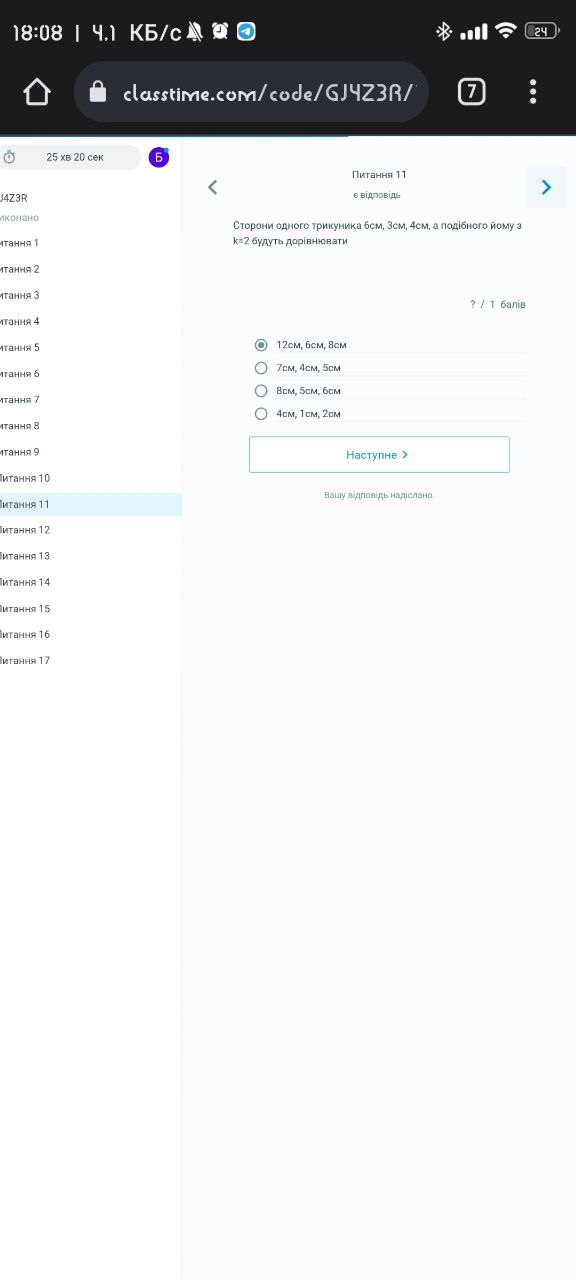 18:08 | 4.1 КБ/с 24
classtime.com/code/GJ4Z3R/
7
25 хв 20 сек
Б
J4Z3R
иконано
итання 1
итання 2
итання 3
итання 4
итання 5
итання 6
итання 7
итання 8
итання 9
Питання 10
Питання 11
Питання 12
Питання 13
Питання 14
Питання 15
Питання 16
Питання 17
Питання 11
є відповідь
Сторони одного трикуника 6см, 3см, 4см, а подібного йому з
k=2 будуть дорівнювати
? / 1 балів
12см, 6см, 8см
7см, 4см, 5см
8см, 5см, 6см
4см, 1см, 2см
Наступне
Вашу відповідь надіслано.